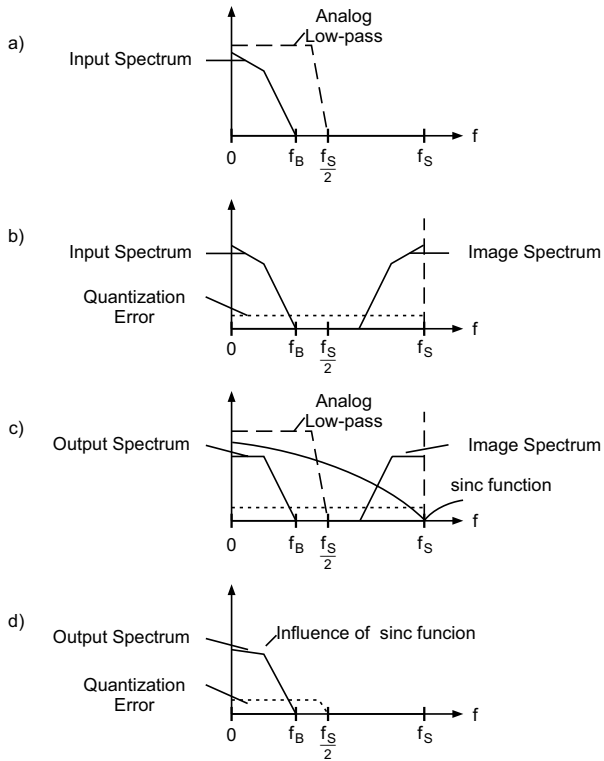 a)
Analog
Low-pass
Input Spectrum
f
0
f_B
f_S/2
f_S
b)
Input Spectrum
Image Spectrum
Quantization
Error
f
0
f_B
f_S/2
f_S
c)
Analog
Low-pass
Output Spectrum
Image Spectrum
sinc function
f
0
f_B
f_S/2
f_S
d)
Output Spectrum
Influence of sinc funcion
Quantization
Error
f
0
f_B
f_S/2
f_S